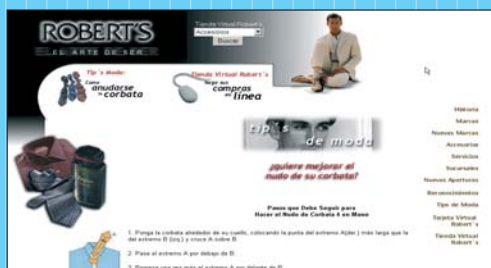 ROBERT'S
EL ARTE DE SER
Tienda Virtual Robert's
Accesorios
Buscar
Tip's Moda:
Como
anudarse
la corbata
Tienda Virtual Robert's
Haga sus
compras
en línea
tip's
de moda
¿quiere mejorar el
nudo de su corbata?
Historia
Marcas
Nuevas Marcas
Accesorios
Servicios
Sucursales
Nuevas Aperturas
Reconocimientos
Tips de Moda
Tarjeta Virtual
Robert's
Tienda Virtual
Robert's
Pasos que Debe Seguir para
Hacer el Nudo de Corbata 4 en Mano
1. Ponga la corbata alrededor de su cuello, colocando la punta del extremo A(der.) más larga que la
del extremo B (izq.) y cruce A sobre B.
2. Pase el extremo A por debajo de B.